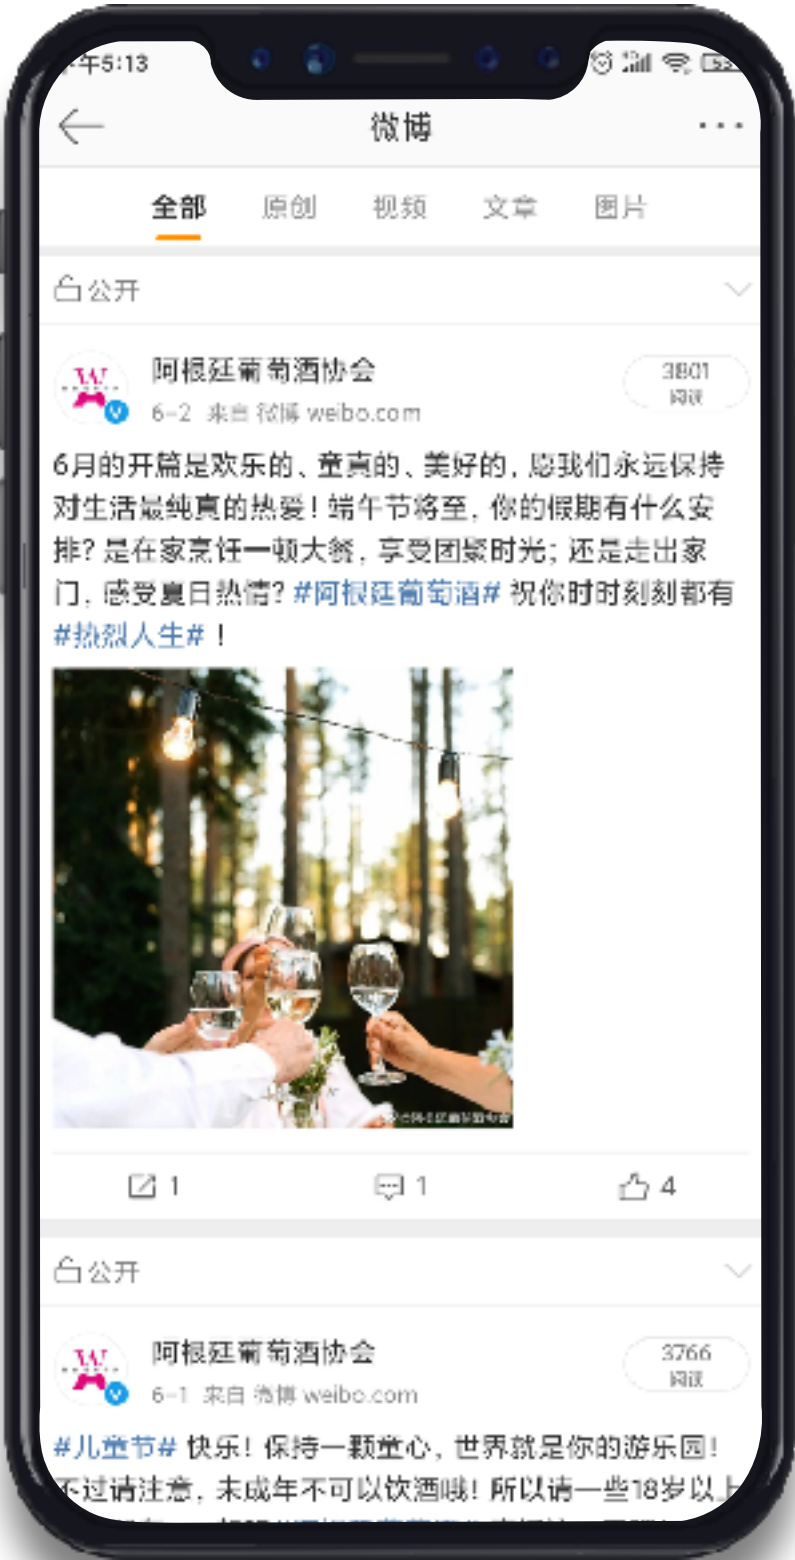 午5:13
微博
全部 原创 视频 文章 图片
公开
阿根廷葡萄酒协会
3801
阅读
6-2 来自 微博 weibo.com
6月的开篇是欢乐的、童真的、美好的，愿我们永远保持
对生活最纯真的热爱！端午节将至，你的假期有什么安
排？是在家烹饪一顿大餐，享受团聚时光；还是走出家
门，感受夏日热情？#阿根廷葡萄酒# 祝你时时刻刻都有
#热烈人生# ！
1 1 4
公开
阿根廷葡萄酒协会
3766
阅读
6-1 来自 微博 weibo.com
#儿童节# 快乐！保持一颗童心，世界就是你的游乐园！
不过请注意，未成年不可以饮酒哦！所以请一些18岁以上